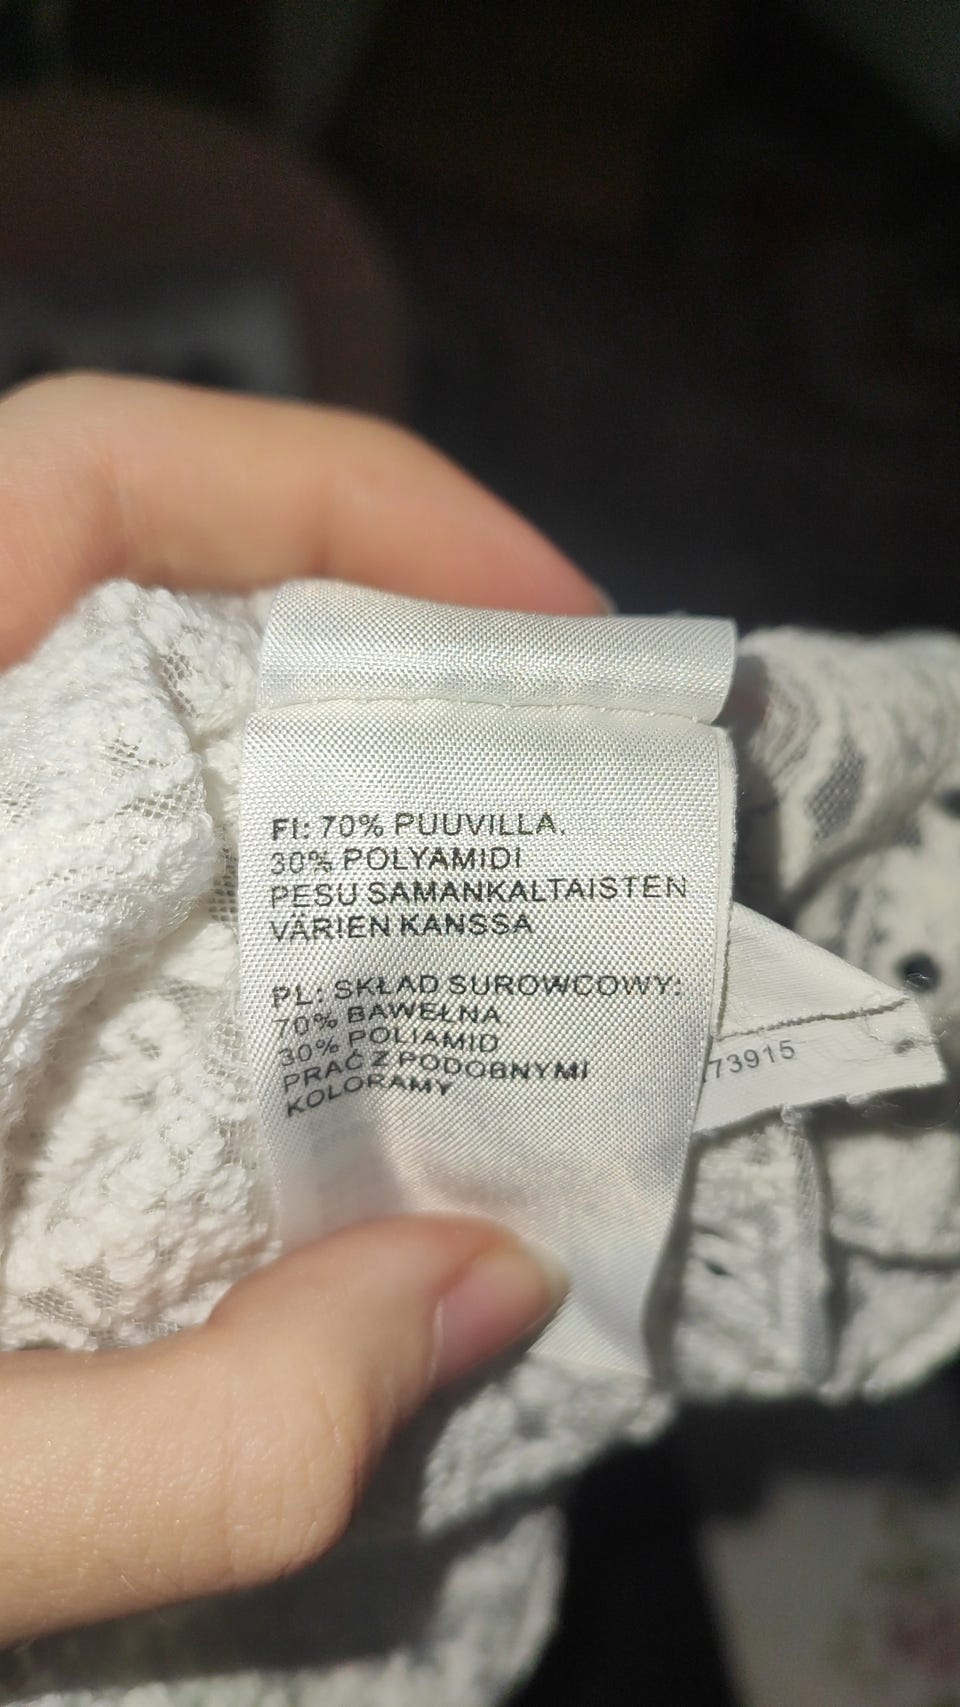 FI: 70% PUUVILLA,
30% POLYAMIDI
PESU SAMANKALTAISTEN
VÄRIEN KANSSA
PL: SKŁAD SUROWCOWY:
70% BAWEŁNA
30% POLIAMID
PRAĆ Z PODOBNYMI
KOLORAMY
73915